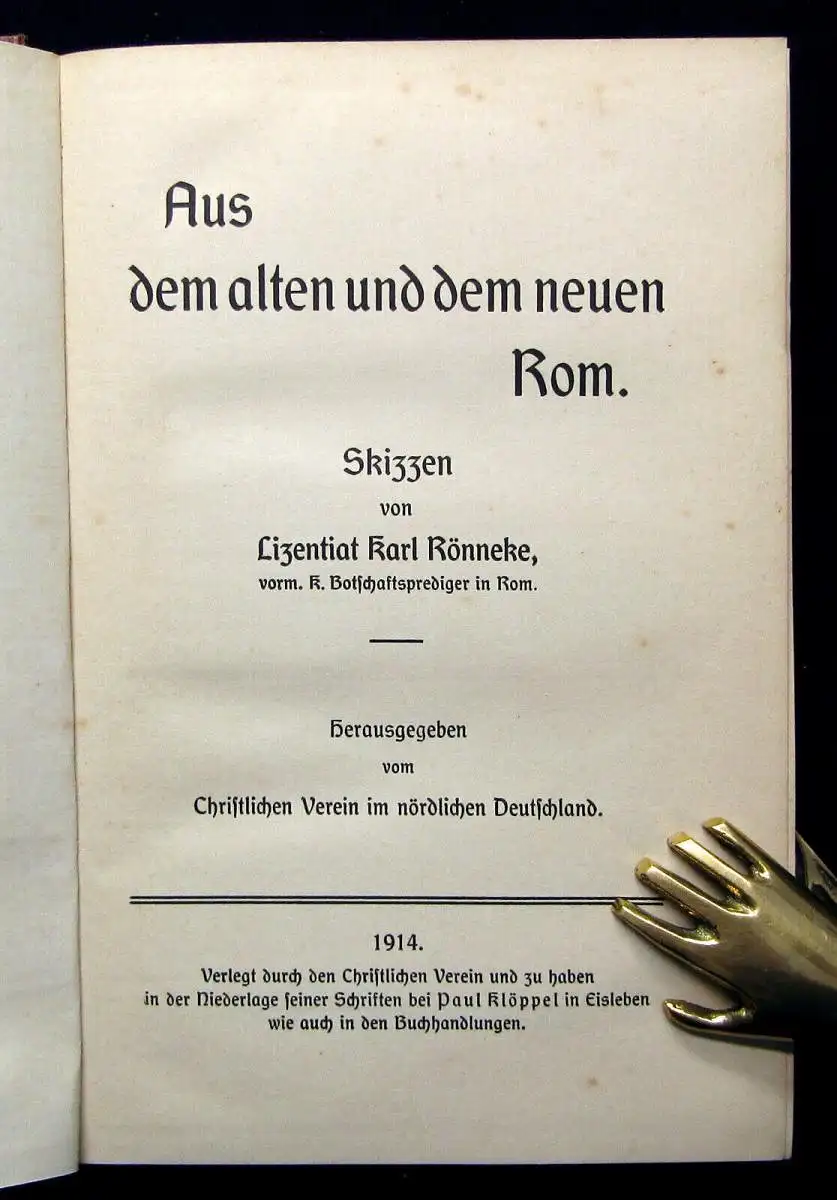 Aus
dem alten und dem neuen
Rom.
Skizzen
von
Lizentiat Karl Rönneke,
vorm. K. Botſchaftsprediger in Rom.
Herausgegeben
vom
Chriſtlichen Verein im nördlichen Deutſchland.
1914.
Verlegt durch den Chriſtlichen Verein und zu haben
in der Niederlage ſeiner Schriften bei Paul Klöppel in Eisleben
wie auch in den Buchhandlungen.